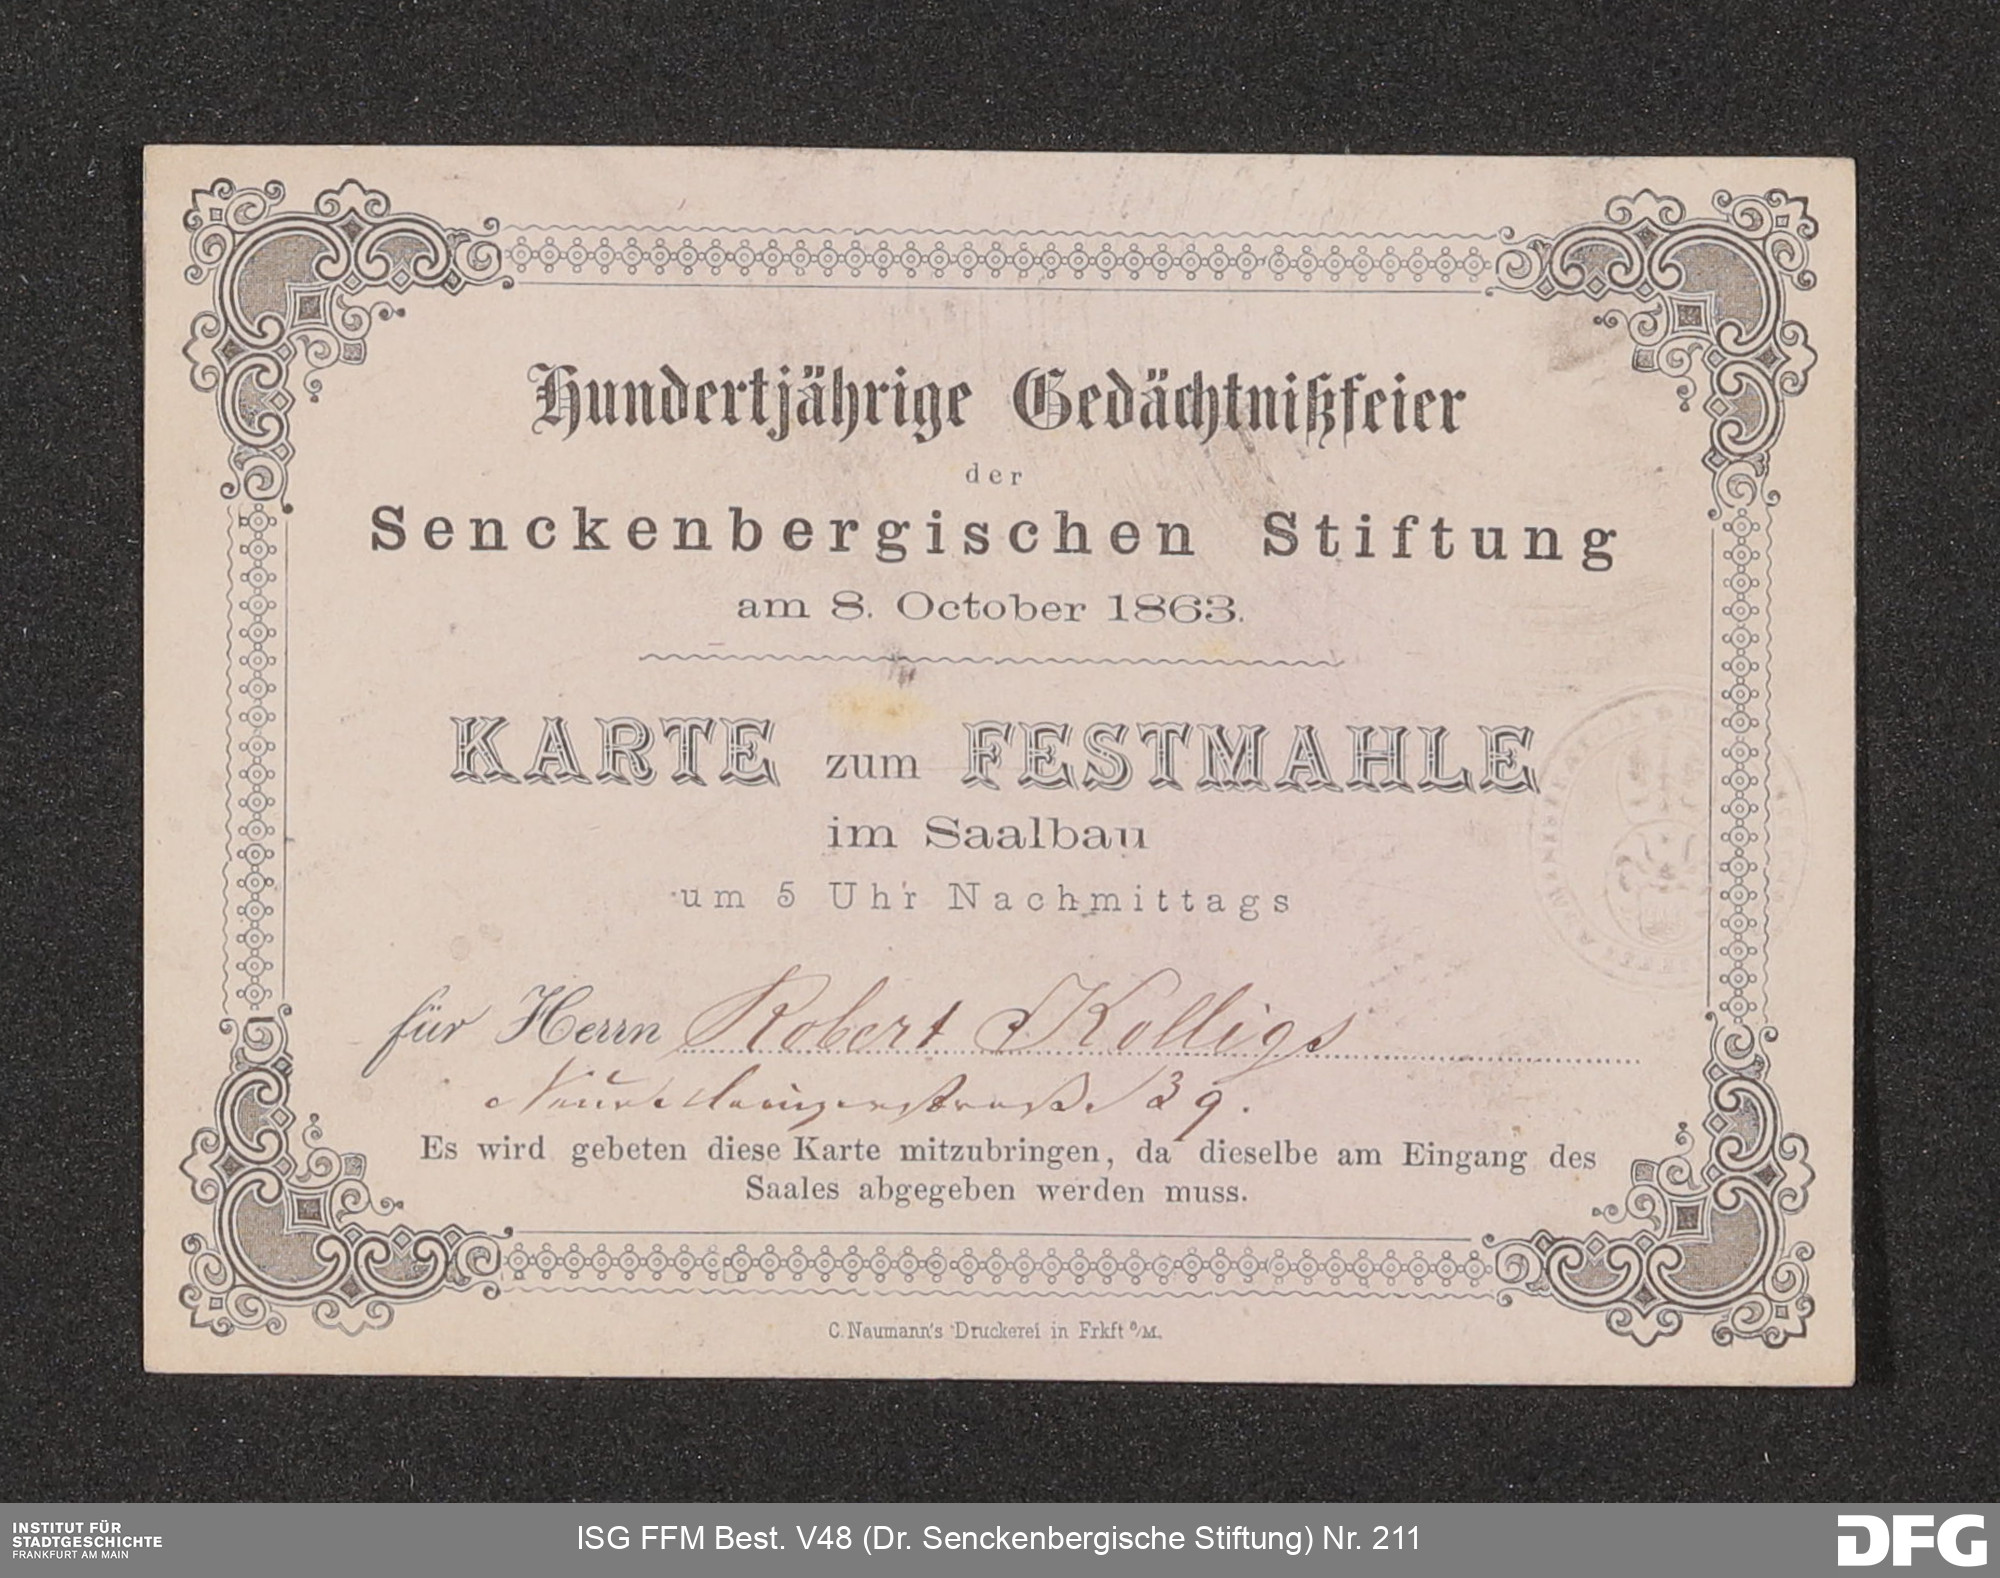 Hundertjährige Gedächtnißfeier
der
Senckenbergischen Stiftung
am 8. October 1863.
KARTE zum FESTMAHLE
im Saalbau
um 5 Uhr Nachmittags
für Herrn Robert Kolligs
Neue Mainzerstraße 39.
Es wird gebeten diese Karte mitzubringen, da dieselbe am Eingang des
Saales abgegeben werden muss.
C. Naumann's Druckerei in Frkft a/M.
INSTITUT FÜR
STADTGESCHICHTE
FRANKFURT AM MAIN
ISG FFM Best. V48 (Dr. Senckenbergische Stiftung) Nr. 211
DFG